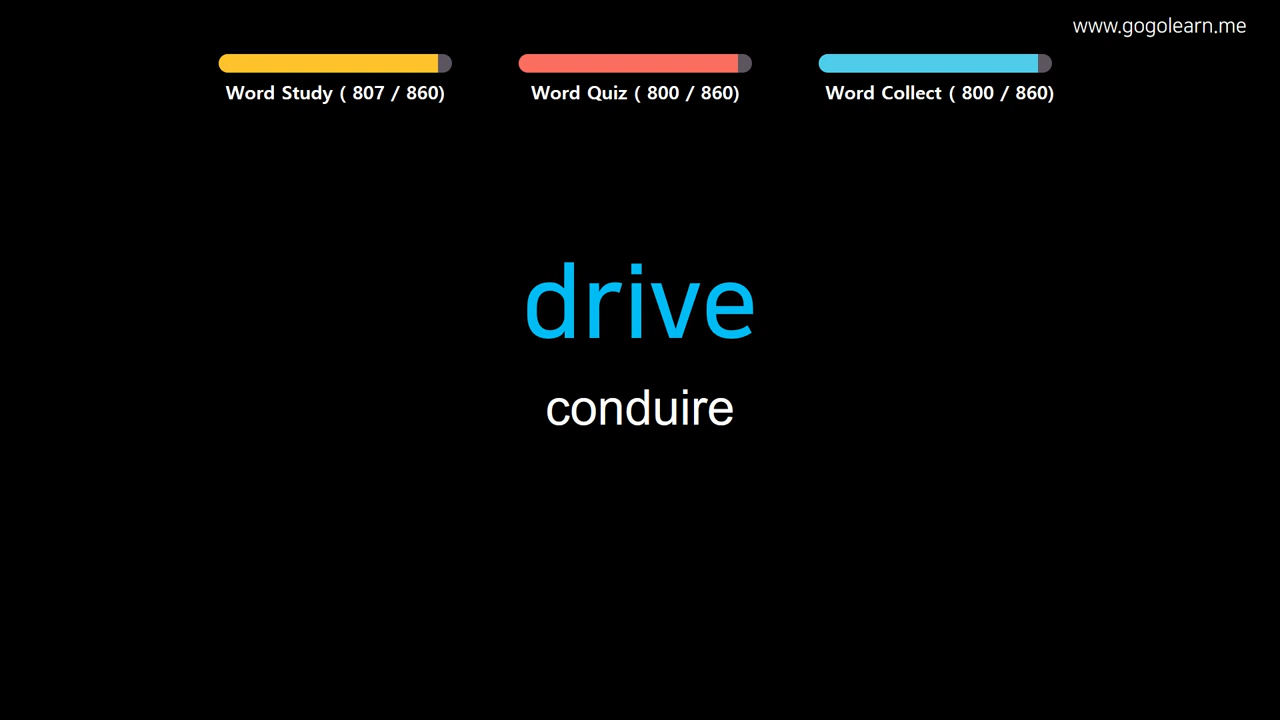 www.gogolearn.me
Word Study ( 807 / 860)
Word Quiz ( 800 / 860)
Word Collect ( 800 / 860)
drive
conduire